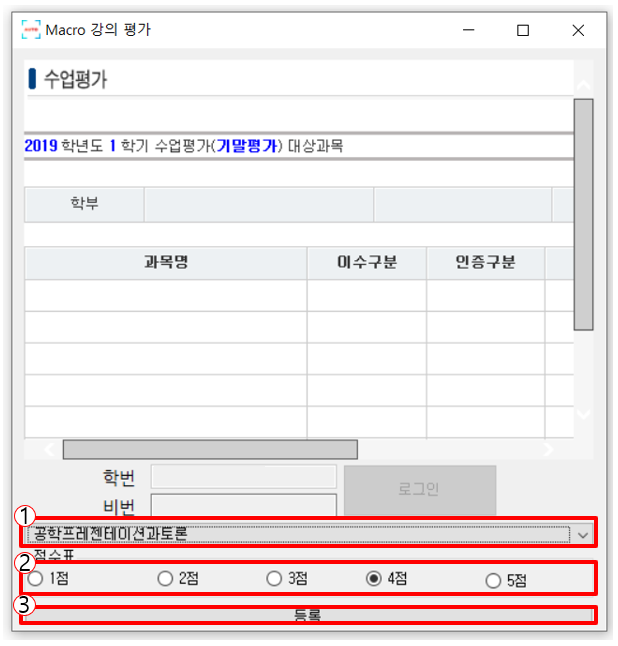 Macro 강의 평가
수업평가
2019 학년도 1 학기 수업평가(기말평가) 대상과목
학부
과목명 이수구분 인증구분
학번
로그인
비번
1
공학프레젠테이션과토론
점수표
2
1점 2점 3점 4점 5점
3
등록